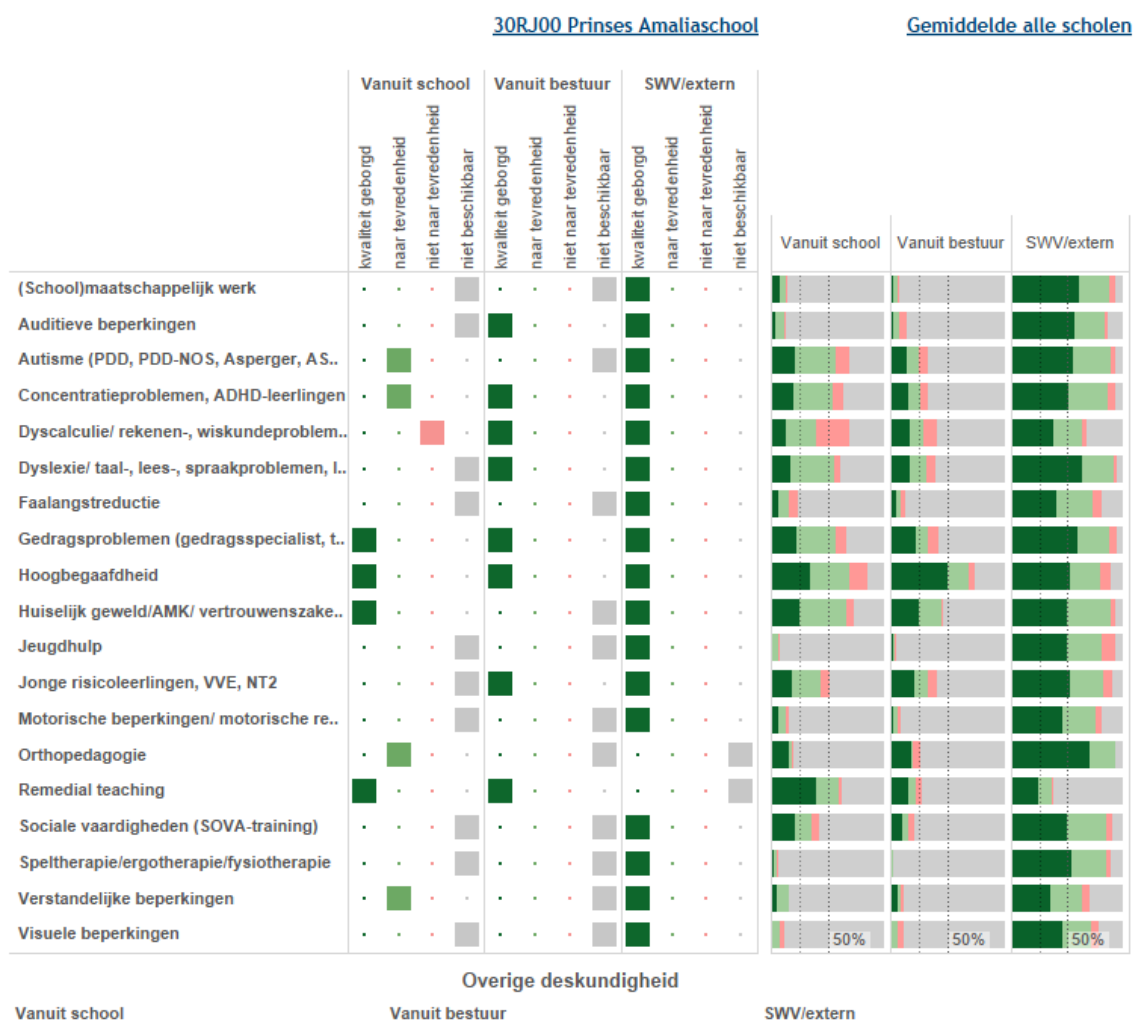 30RJ00 Prinses Amaliaschool Gemiddelde alle scholen
Vanuit school Vanuit bestuur SWV/extern
kwaliteit geborgd
naar tevredenheid
niet naar tevredenheid
niet beschikbaar
kwaliteit geborgd
naar tevredenheid
niet naar tevredenheid
niet beschikbaar
kwaliteit geborgd
naar tevredenheid
niet naar tevredenheid
niet beschikbaar
Vanuit school Vanuit bestuur SWV/extern
(School)maatschappelijk werk
Auditieve beperkingen
Autisme (PDD, PDD-NOS, Asperger, AS..
Concentratieproblemen, ADHD-leerlingen
Dyscalculie/ rekenen-, wiskundeproblem..
Dyslexie/ taal-, lees-, spraakproblemen, l..
Faalangstreductie
Gedragsproblemen (gedragsspecialist, t..
Hoogbegaafdheid
Huiselijk geweld/AMK/ vertrouwenszake..
Jeugdhulp
Jonge risicoleerlingen, VVE, NT2
Motorische beperkingen/ motorische re..
Orthopedagogie
Remedial teaching
Sociale vaardigheden (SOVA-training)
Speltherapie/ergotherapie/fysiotherapie
Verstandelijke beperkingen
Visuele beperkingen 50% 50% 50%
Overige deskundigheid
Vanuit school Vanuit bestuur SWV/extern